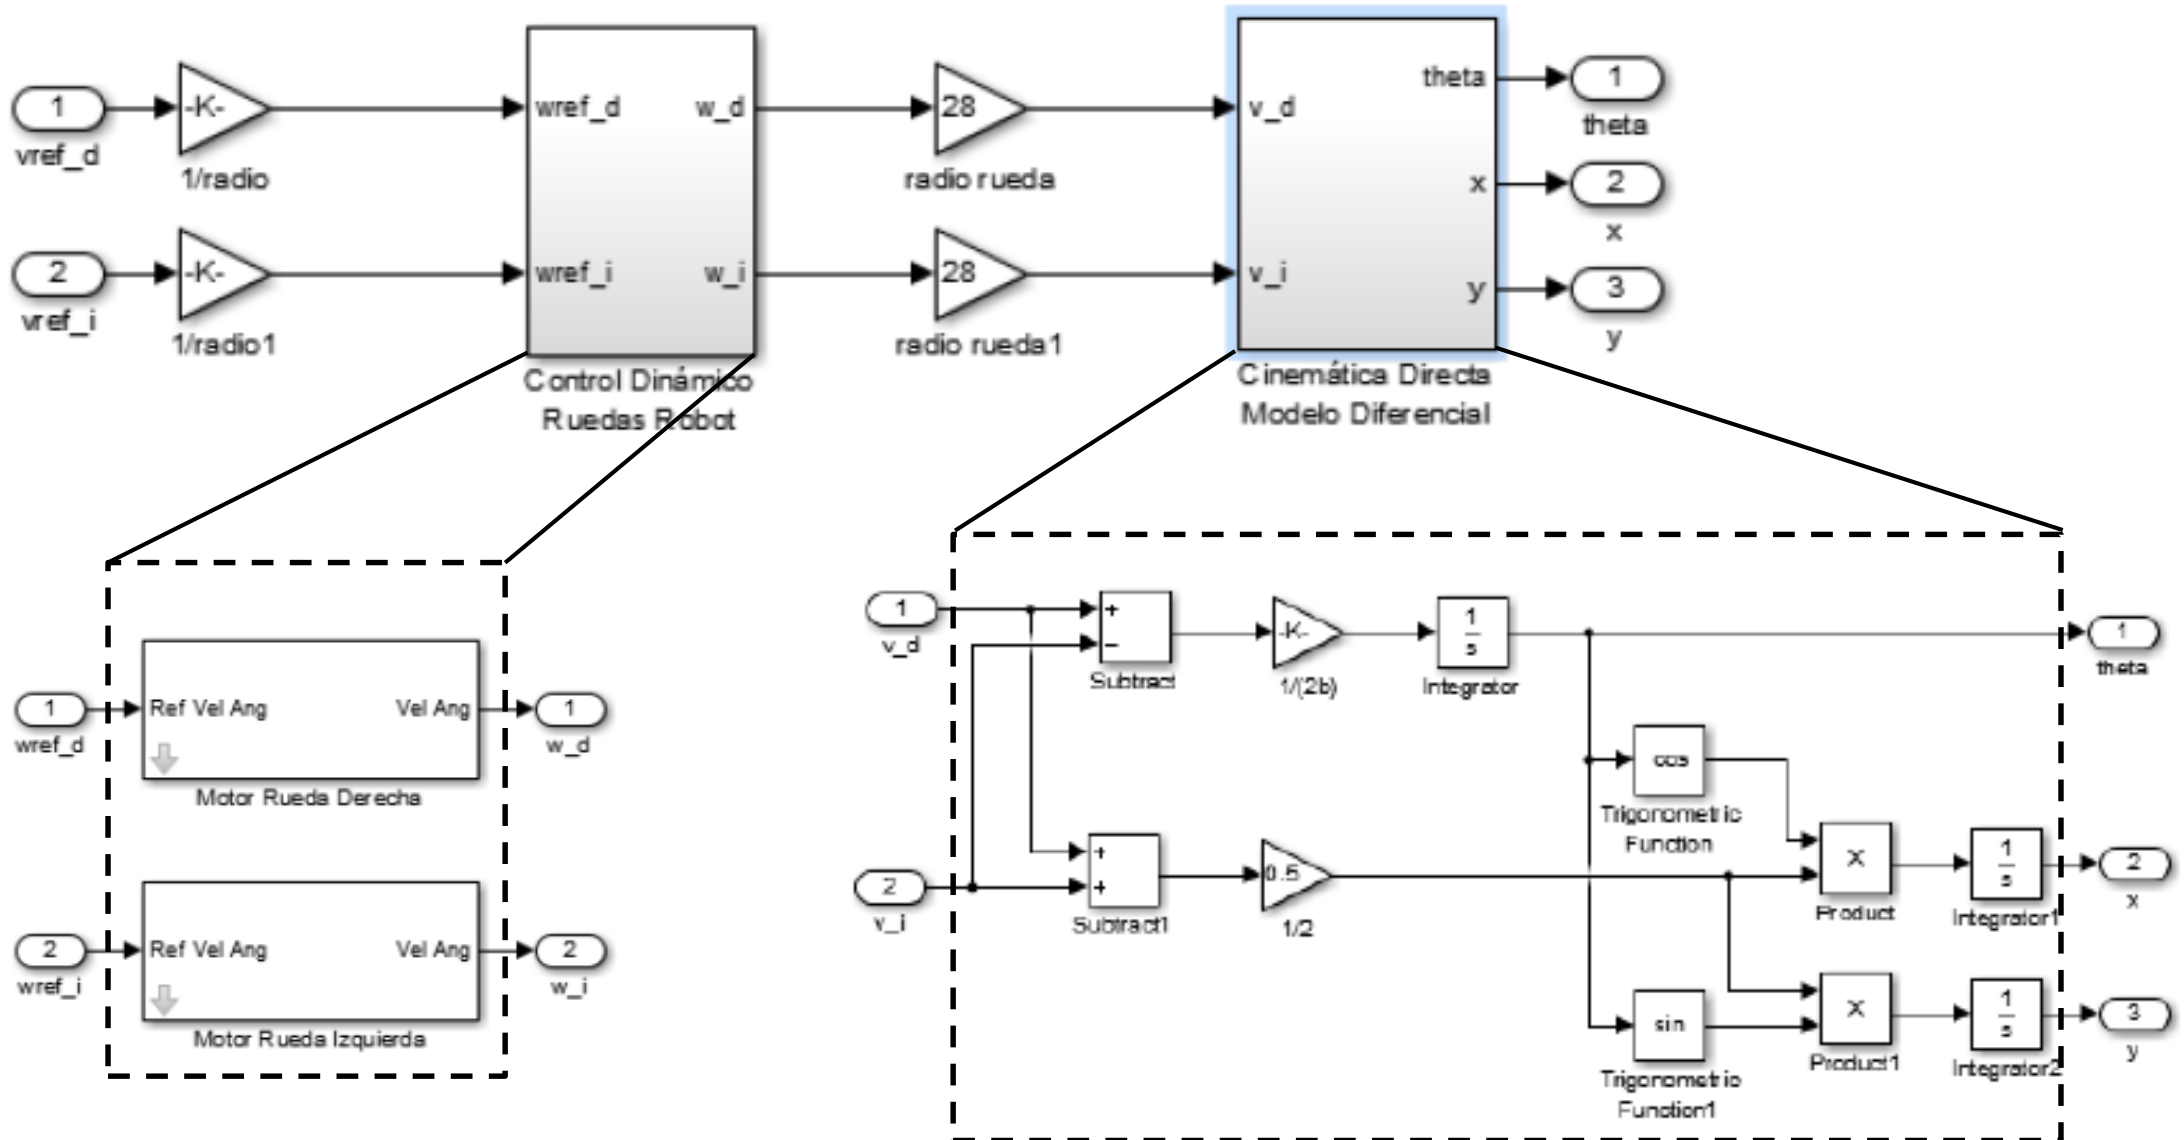 1
vref_d
-K-
1/radio
wref_d
w_d
28
radio rueda
v_d
theta
1
theta
x
2
x
2
vref_i
-K-
1/radio1
wref_i
w_i
28
radio rueda1
v_i
y
3
y
Control Dinámico
Ruedas Robot
Cinemática Directa
Modelo Diferencial
1
wref_d
Ref Vel Ang
Vel Ang
1
w_d
Motor Rueda Derecha
2
wref_i
Ref Vel Ang
Vel Ang
2
w_i
Motor Rueda Izquierda
1
v_d
+
−
Subtract
-K-
1/(2b)
1
s
Integrator
1
theta
cos
Trigonometric
Function
2
v_i
+
+
Subtract1
0.5
1/2
X
Product
1
s
Integrator1
2
x
sin
Trigonometric
Function1
X
Product1
1
s
Integrator2
3
y